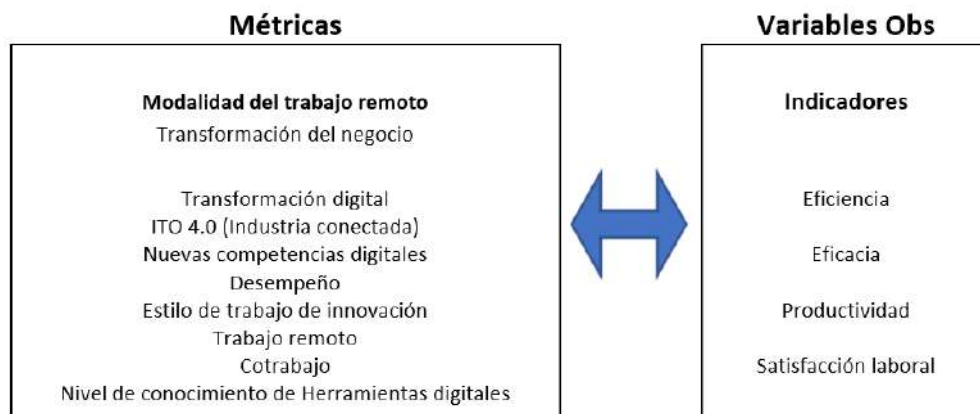 Métricas
Modalidad del trabajo remoto
Transformación del negocio
Transformación digital
ITO 4.0 (Industria conectada)
Nuevas competencias digitales
Desempeño
Estilo de trabajo de innovación
Trabajo remoto
Cotrabajo
Nivel de conocimiento de Herramientas digitales
Variables Obs
Indicadores
Eficiencia
Eficacia
Productividad
Satisfacción laboral